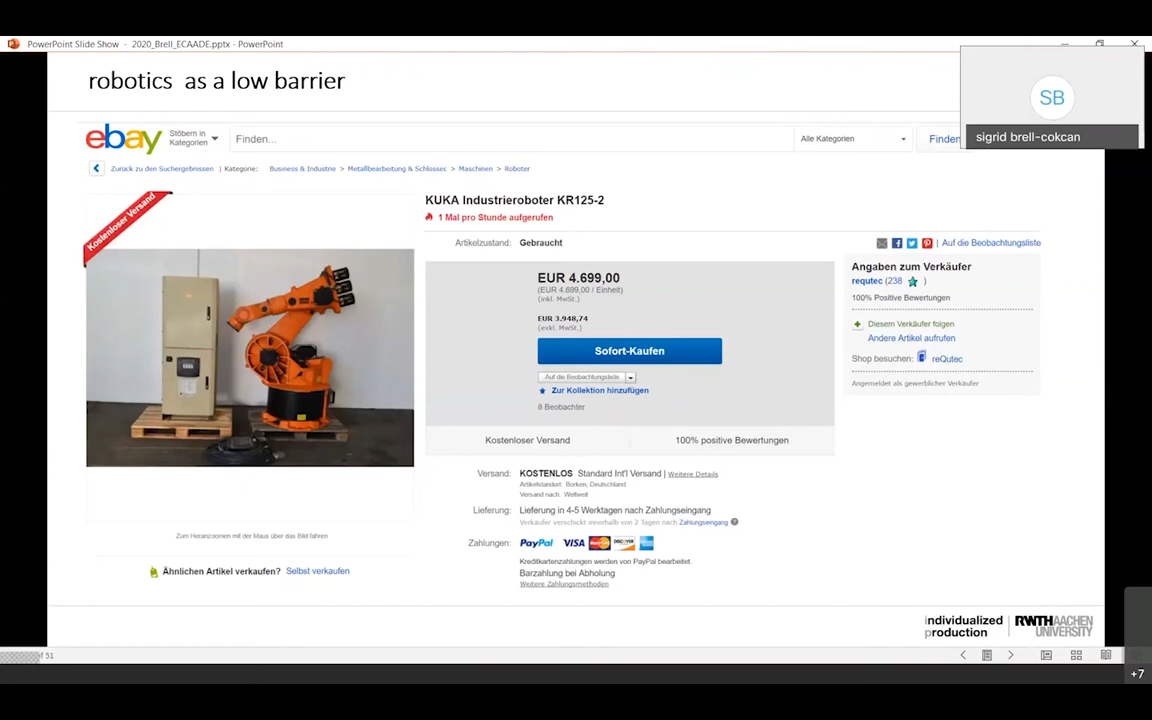 PowerPoint Slide Show - 2020_Brell_ECAADE.pptx - PowerPoint
robotics as a low barrier
SB
sigrid brell-cokcan
ebay
Stöbern in
Kategorien
Finden...
Alle Kategorien
Finden
Zurück zu den Suchergebnissen | Kategorie: Business & Industrie > Metallbearbeitung & Schlosser. > Maschinen > Roboter
Kostenloser Versand
KUKA Industrieroboter KR125-2
1 Mal pro Stunde aufgerufen
Artikelzustand: Gebraucht
Auf die Beobachtungsliste
EUR 4.699,00
(EUR 4.699,00 / Einheit)
(inkl. MwSt.)
EUR 3.948,74
(exkl. MwSt.)
Sofort-Kaufen
Auf die Beobachtungsliste
Zur Kollektion hinzufügen
8 Beobachter
Kostenloser Versand
100% positive Bewertungen
Angaben zum Verkäufer
requtec (238 )
100% Positive Bewertungen
Diesem Verkäufer folgen
Andere Artikel aufrufen
Shop besuchen: reQutec
Angemeldet als gewerblicher Verkäufer
Versand: KOSTENLOS Standard Int'l Versand | Weitere Details
Artikelstandort: Borken, Deutschland
Versand nach: Weltweit
Lieferung: Lieferung in 4-5 Werktagen nach Zahlungseingang
Verkäufer verschickt innerhalb von 2 Tagen nach Zahlungseingang
Zahlungen: PayPal VISA MasterCard DISCOVER
Kreditkartenzahlungen werden von PayPal bearbeitet.
Barzahlung bei Abholung
Weitere Zahlungsmethoden
Zum Heranzoomen mit der Maus über das Bild fahren
Ähnlichen Artikel verkaufen? Selbst verkaufen
individualized
production
RWTHAACHEN
UNIVERSITY
of 51
+7